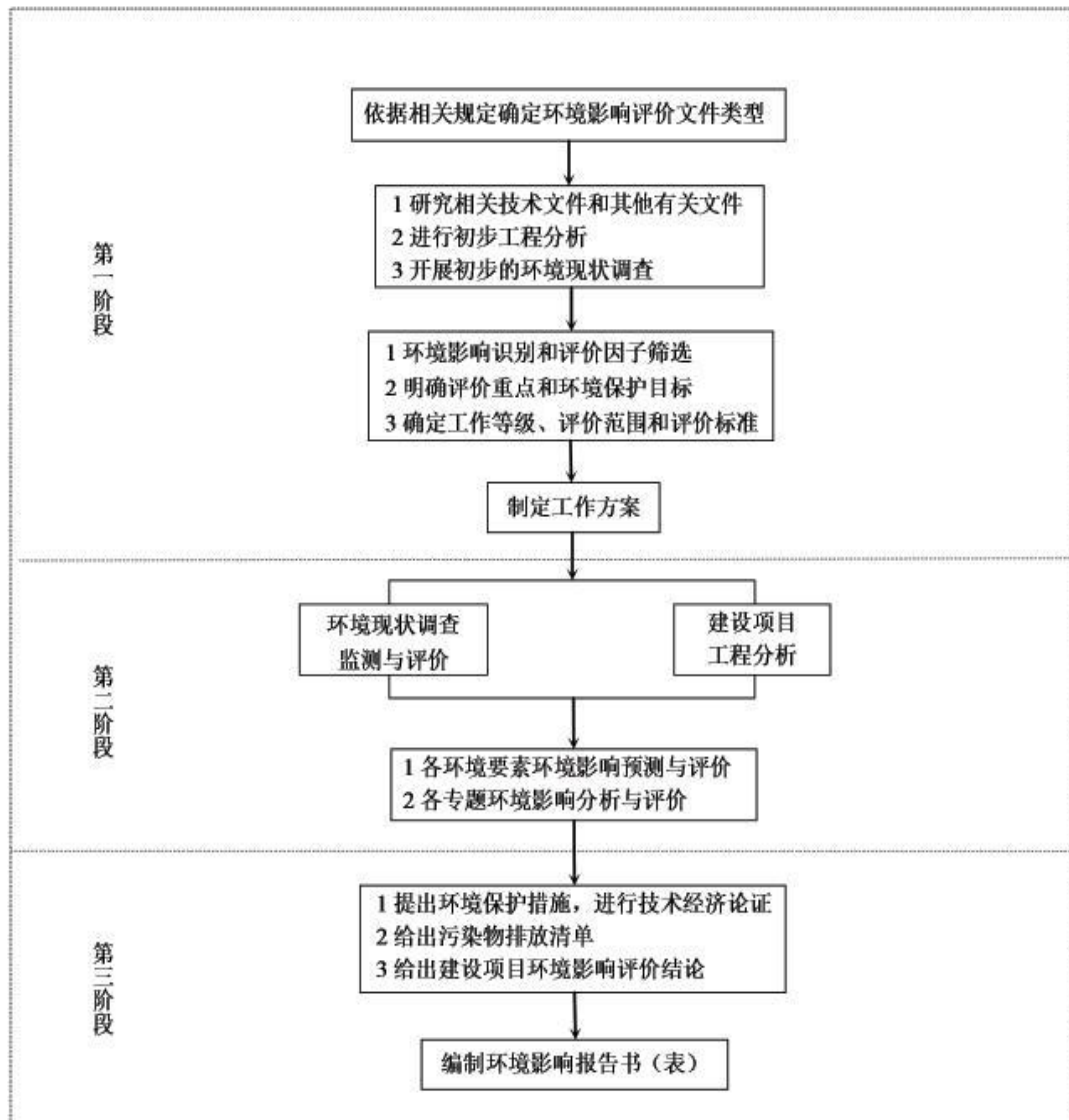 依据相关规定确定环境影响评价文件类型
1 研究相关技术文件和其他有关文件
2 进行初步工程分析
3 开展初步的环境现状调查
第一阶段
1 环境影响识别和评价因子筛选
2 明确评价重点和环境保护目标
3 确定工作等级、评价范围和评价标准
制定工作方案
环境现状调查
监测与评价
建设项目
工程分析
第二阶段
1 各环境要素环境影响预测与评价
2 各专题环境影响分析与评价
1 提出环境保护措施，进行技术经济论证
2 给出污染物排放清单
3 给出建设项目环境影响评价结论
第三阶段
编制环境影响报告书（表）